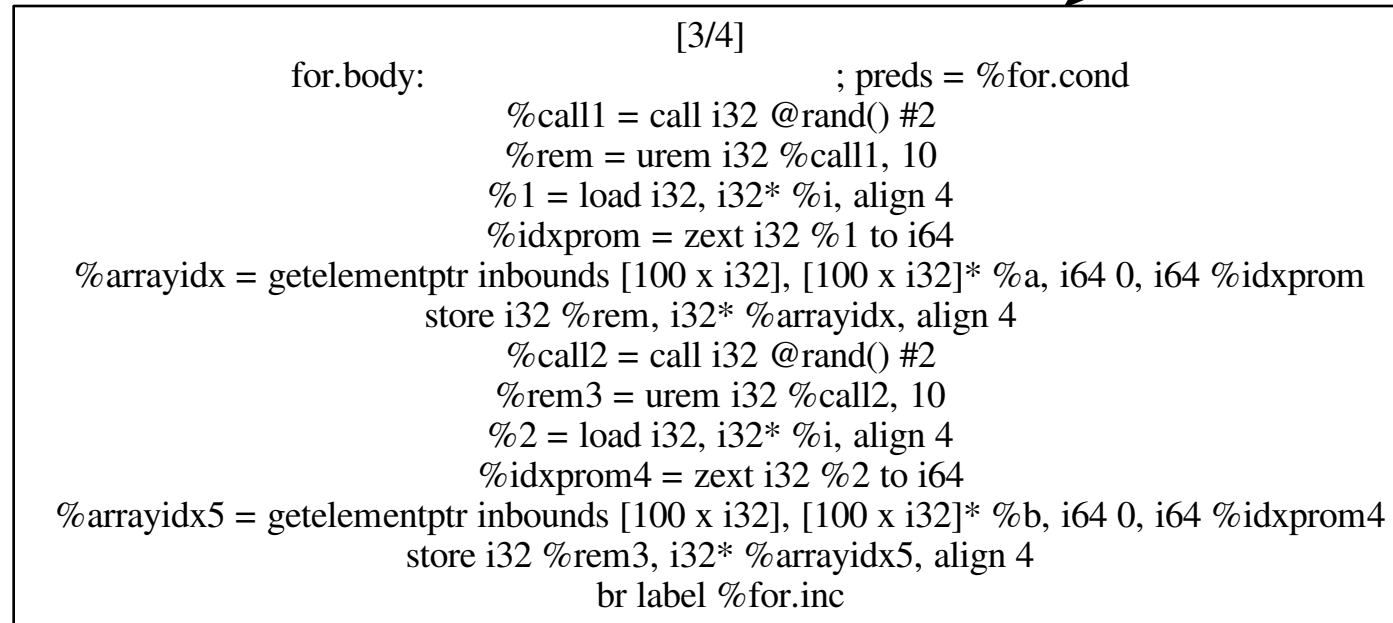 [3/4]
for.body: ; preds = %for.cond
%call1 = call i32 @rand() #2
%rem = urem i32 %call1, 10
%1 = load i32, i32* %i, align 4
%idxprom = zext i32 %1 to i64
%arrayidx = getelementptr inbounds [100 x i32], [100 x i32]* %a, i64 0, i64 %idxprom
store i32 %rem, i32* %arrayidx, align 4
%call2 = call i32 @rand() #2
%rem3 = urem i32 %call2, 10
%2 = load i32, i32* %i, align 4
%idxprom4 = zext i32 %2 to i64
%arrayidx5 = getelementptr inbounds [100 x i32], [100 x i32]* %b, i64 0, i64 %idxprom4
store i32 %rem3, i32* %arrayidx5, align 4
br label %for.inc